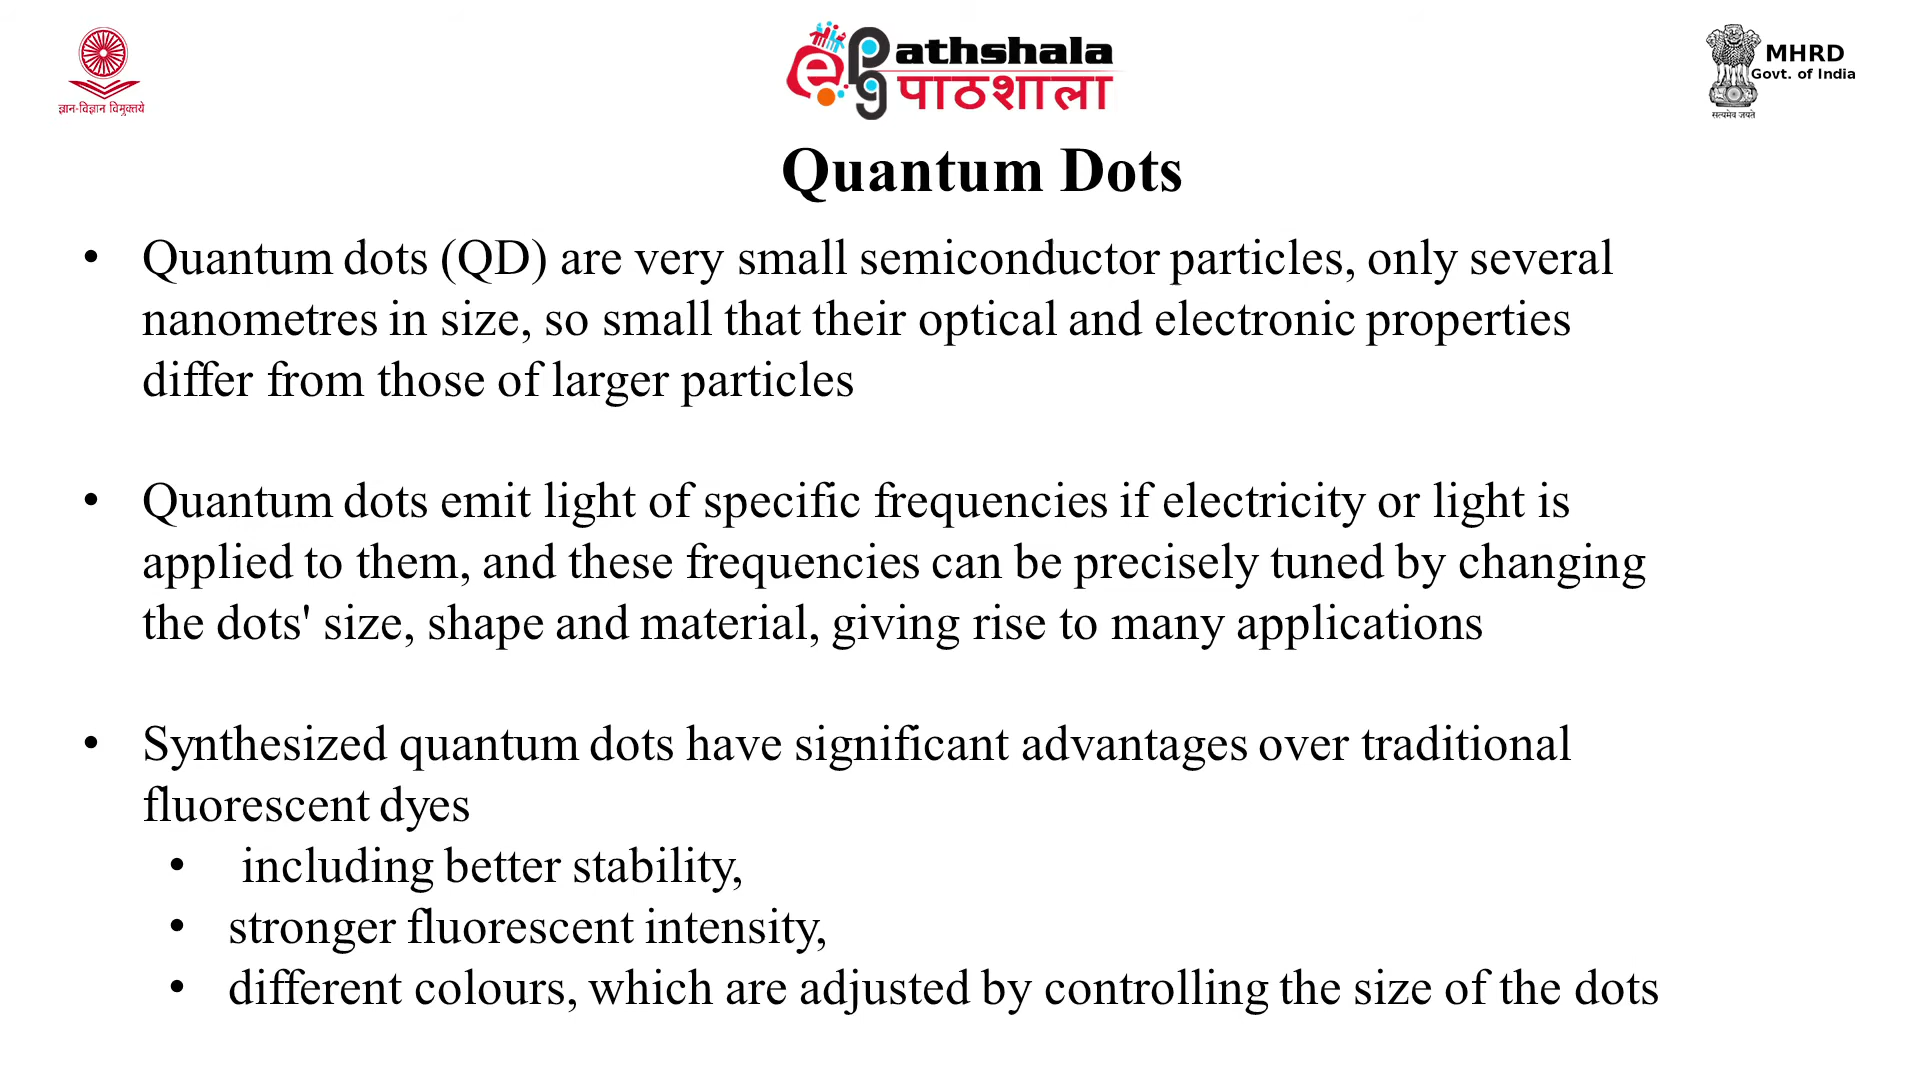 ज्ञान-विज्ञान विमुक्तये
ePG athshala
पाठशाला
MHRD
Govt. of India
सत्यमेव जयते
Quantum Dots
• Quantum dots (QD) are very small semiconductor particles, only several
nanometres in size, so small that their optical and electronic properties
differ from those of larger particles
• Quantum dots emit light of specific frequencies if electricity or light is
applied to them, and these frequencies can be precisely tuned by changing
the dots' size, shape and material, giving rise to many applications
• Synthesized quantum dots have significant advantages over traditional
fluorescent dyes
• including better stability,
• stronger fluorescent intensity,
• different colours, which are adjusted by controlling the size of the dots